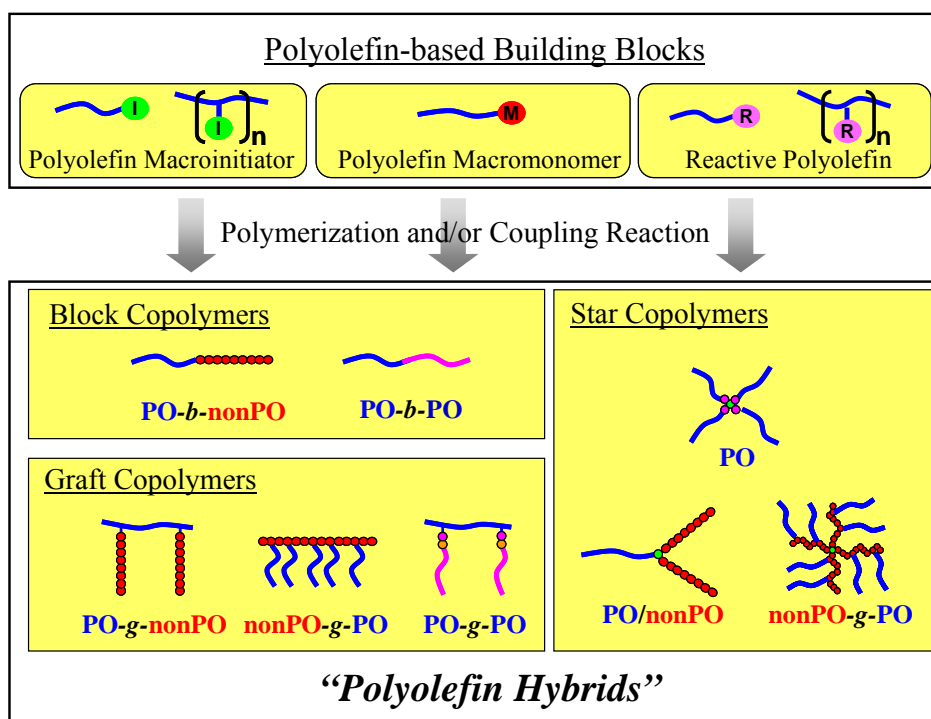 Polyolefin-based Building Blocks
I
I
n
Polyolefin Macroinitiator
M
Polyolefin Macromonomer
R
R
n
Reactive Polyolefin
Polymerization and/or Coupling Reaction
Block Copolymers
PO-b-nonPO
PO-b-PO
Graft Copolymers
PO-g-nonPO
nonPO-g-PO
PO-g-PO
Star Copolymers
PO
PO/nonPO
nonPO-g-PO
“Polyolefin Hybrids”